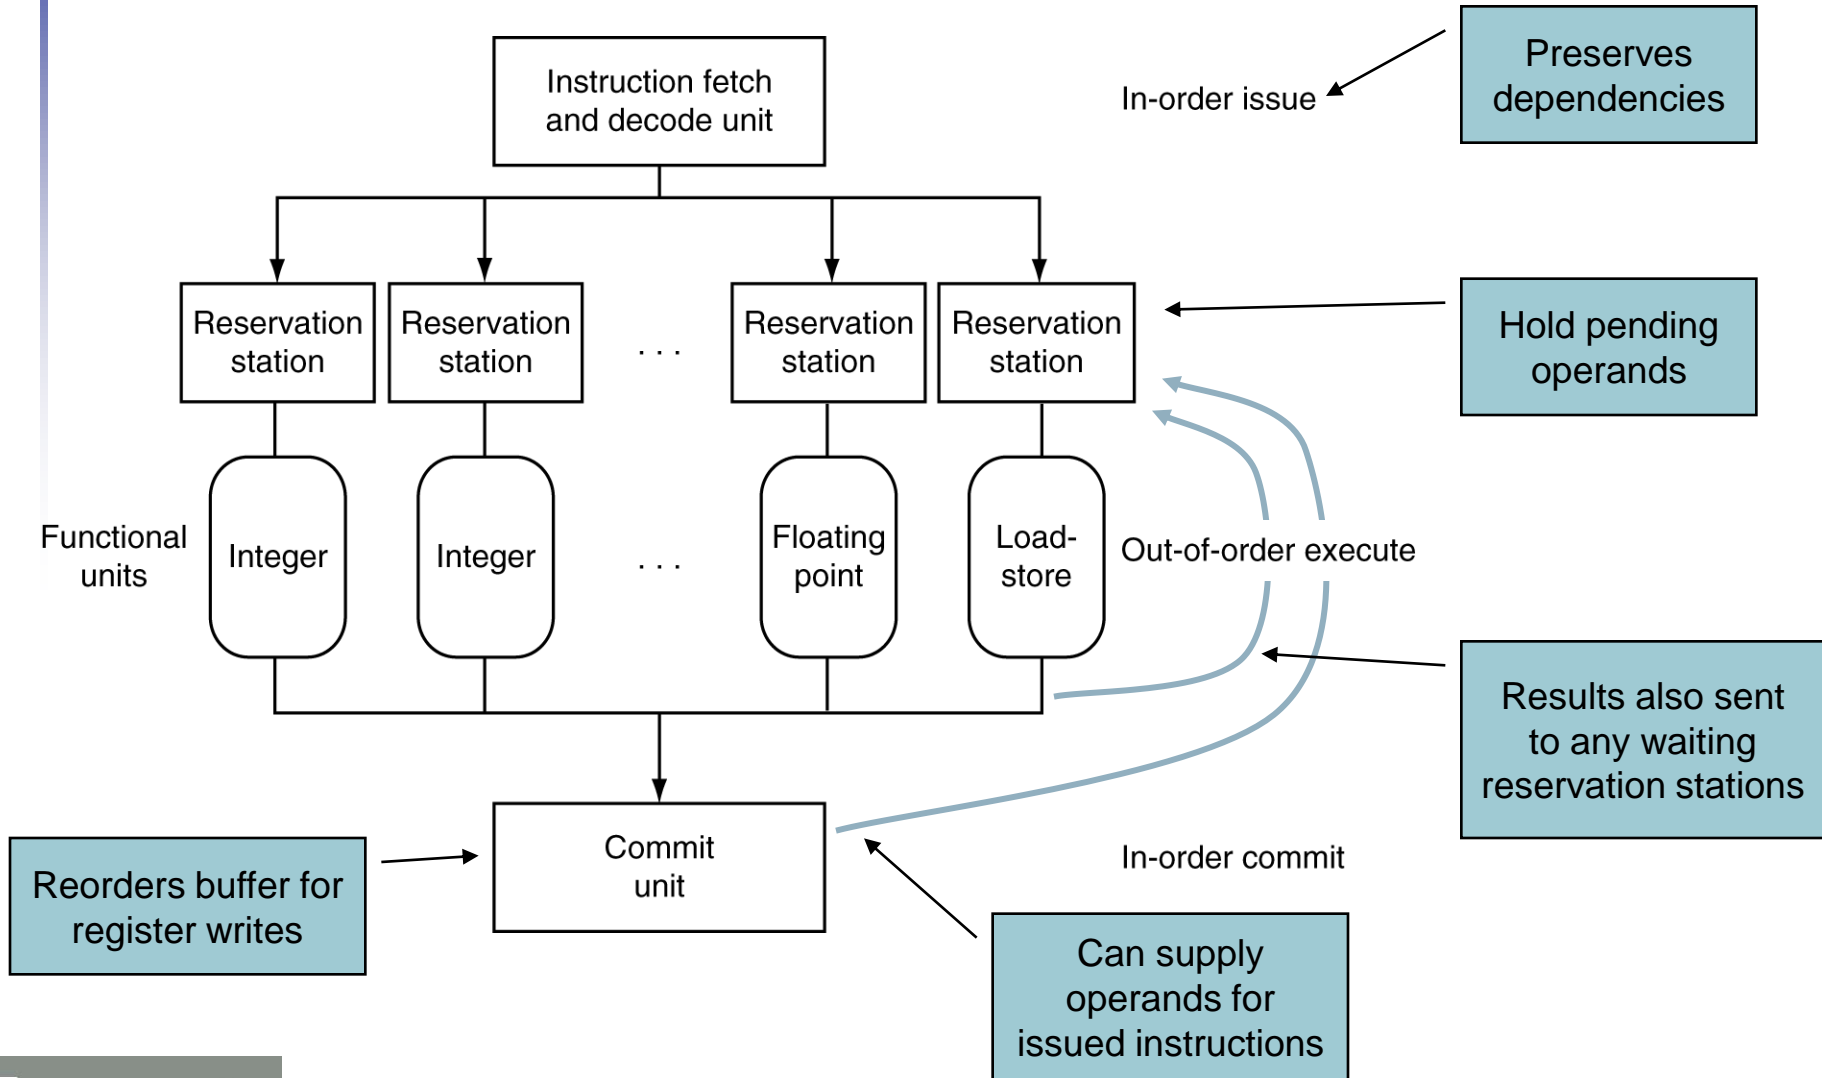 Instruction fetch
and decode unit
In-order issue
Preserves
dependencies
Reservation
station
Reservation
station
. . .
Reservation
station
Reservation
station
Hold pending
operands
Functional
units
Integer
Integer
. . .
Floating
point
Load-
store
Out-of-order execute
Results also sent
to any waiting
reservation stations
Commit
unit
In-order commit
Reorders buffer for
register writes
Can supply
operands for
issued instructions